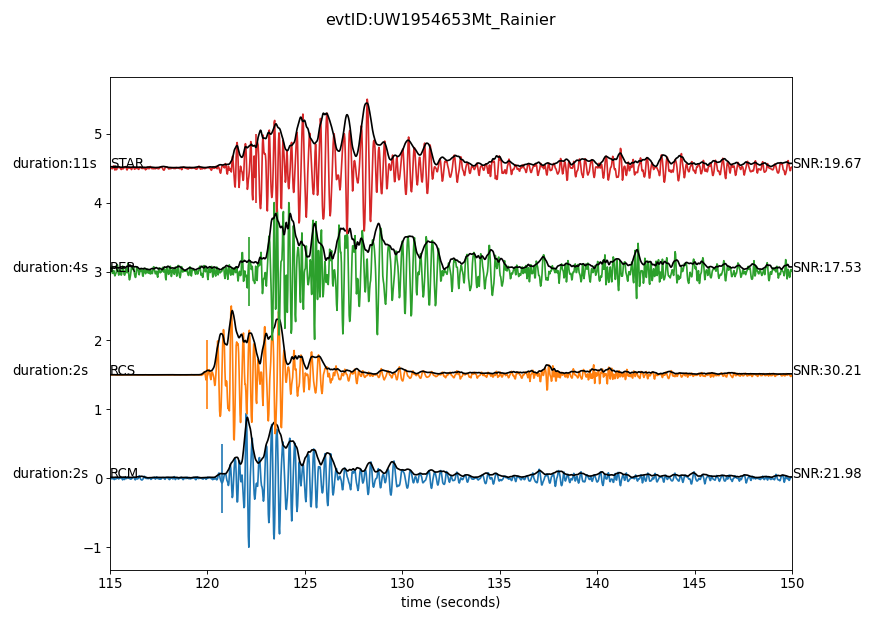 evtID:UW1954653Mt_Rainier
duration:11s STAR SNR:19.67
duration:4s PER SNR:17.53
duration:2s RCS SNR:30.21
duration:2s RCM SNR:21.98
5
4
3
2
1
0
−1
115 120 125 130 135 140 145 150
time (seconds)